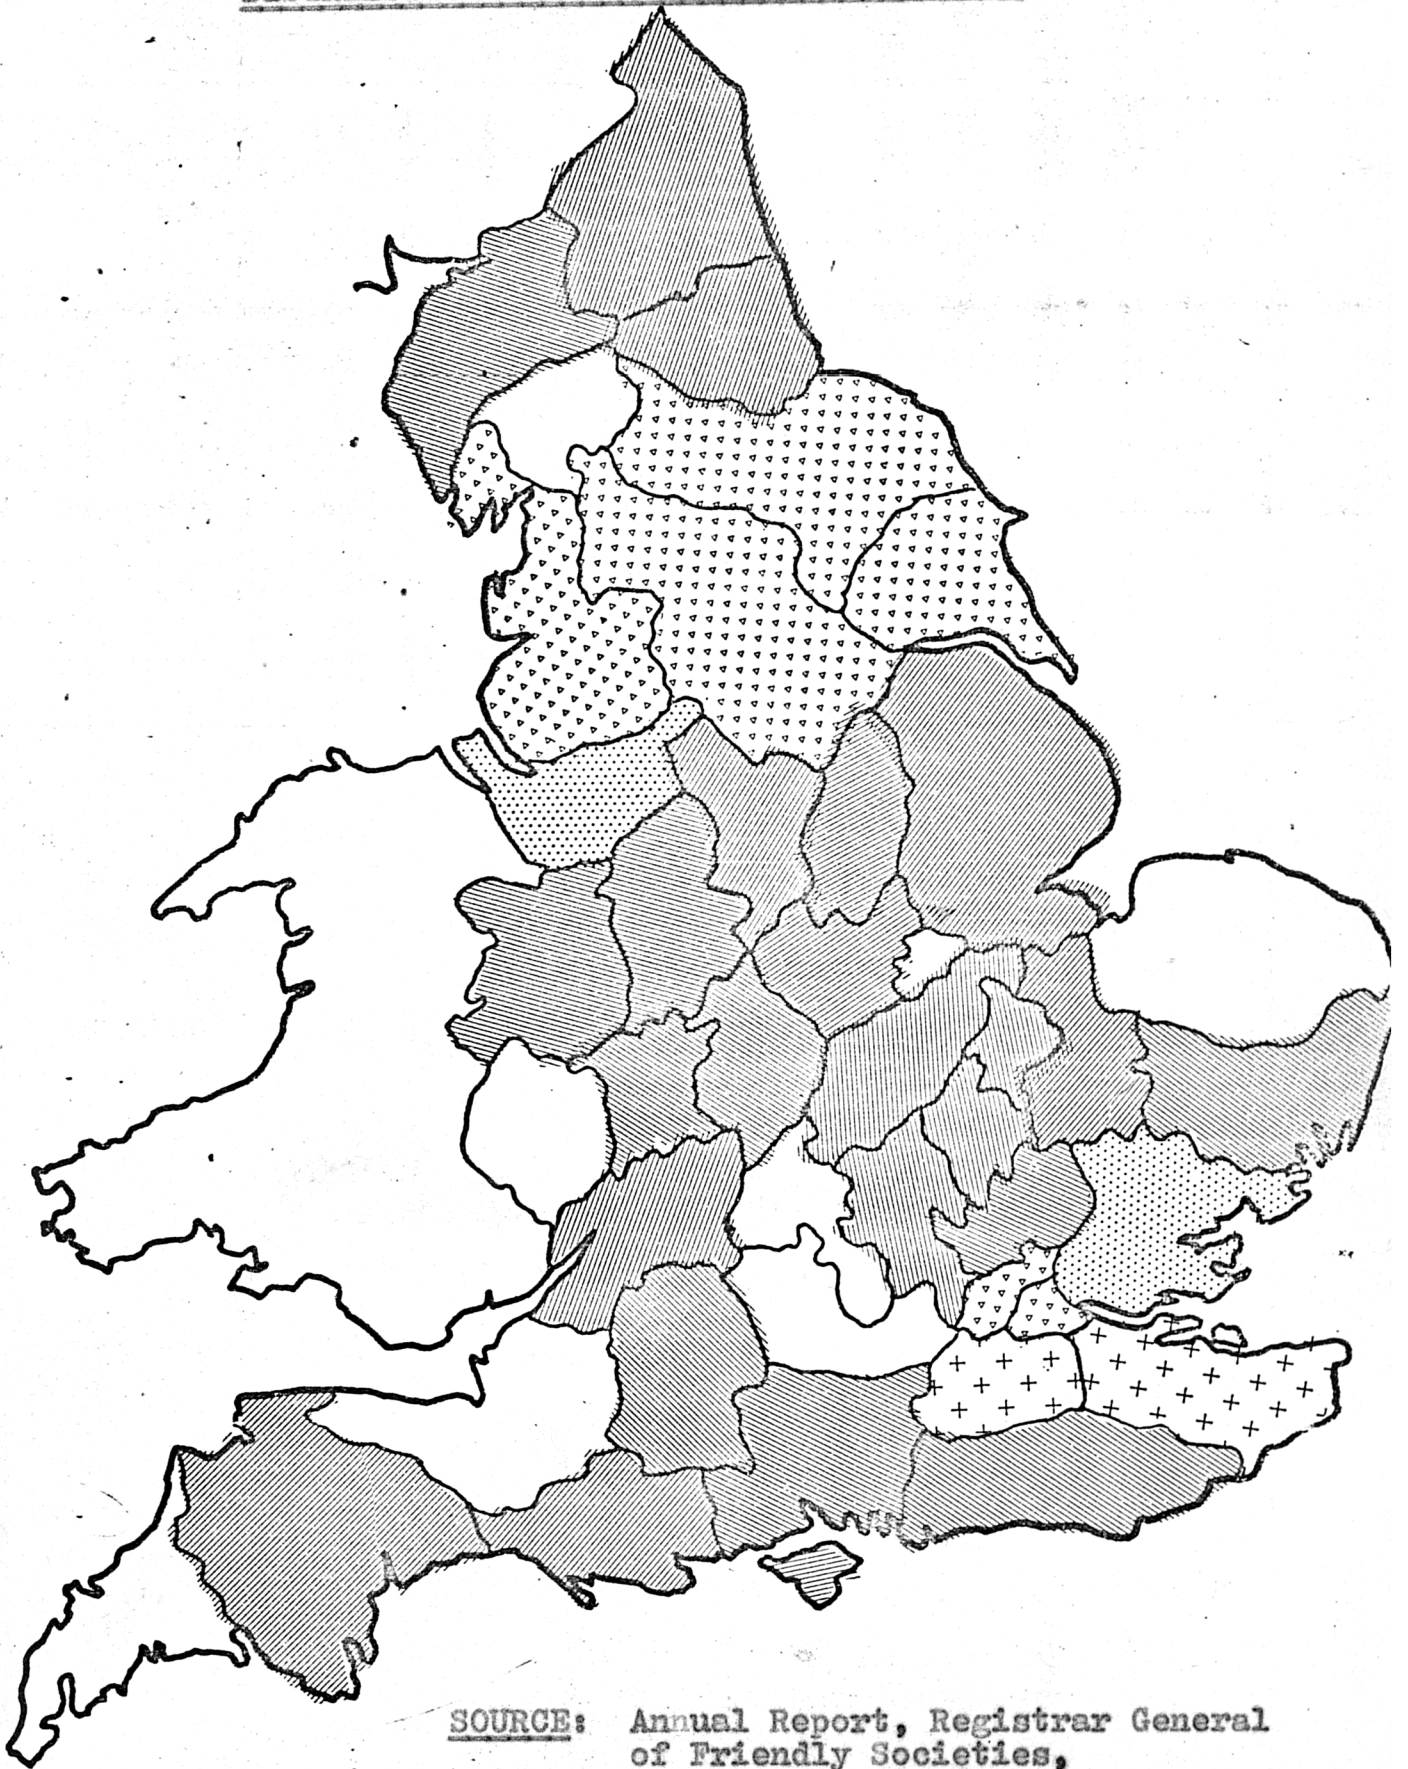 SOURCE: Annual Report, Registrar General
of Friendly Societies,